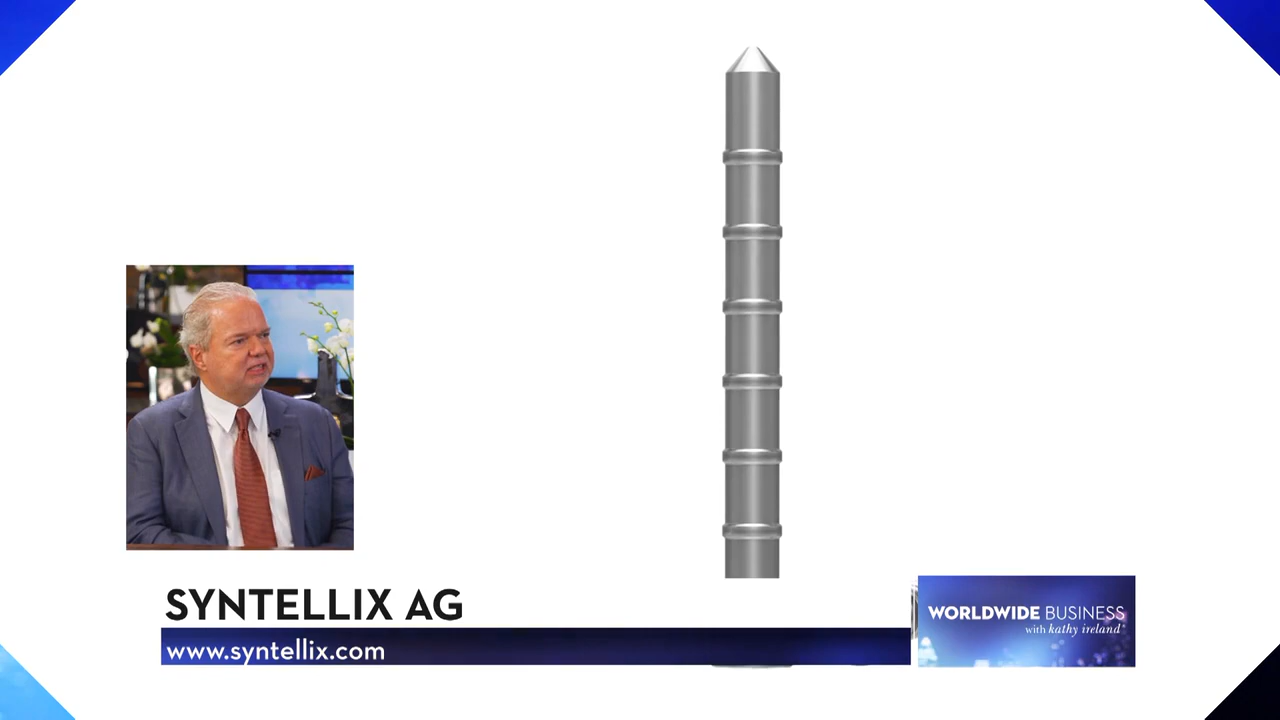 SYNTELLIX AG
www.syntellix.com
WORLDWIDE BUSINESS
with kathy ireland®